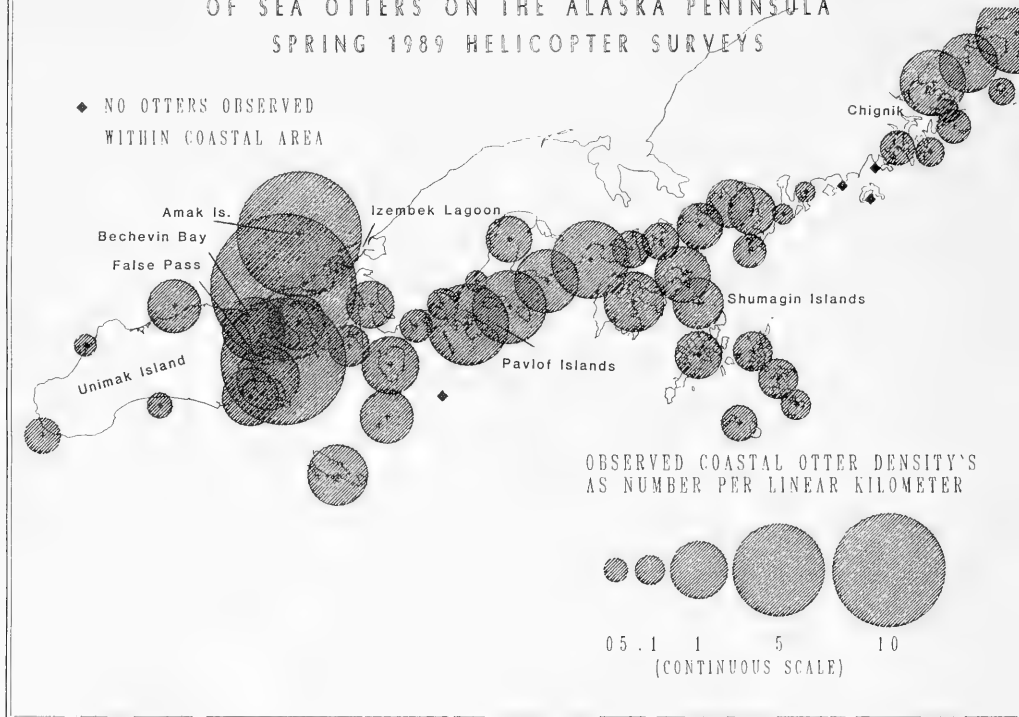 OF SEA OTTERS ON THE ALASKA PENINSULA
SPRING 1989 HELICOPTER SURVEYS
◆ NO OTTERS OBSERVED
WITHIN COASTAL AREA
Chignik
Amak Is.
Izembek Lagoon
Bechevin Bay
False Pass
Shumagin Islands
Unimak Island
Pavlof Islands
OBSERVED COASTAL OTTER DENSITY'S
AS NUMBER PER LINEAR KILOMETER
05 .1 1 5 10
(CONTINUOUS SCALE)